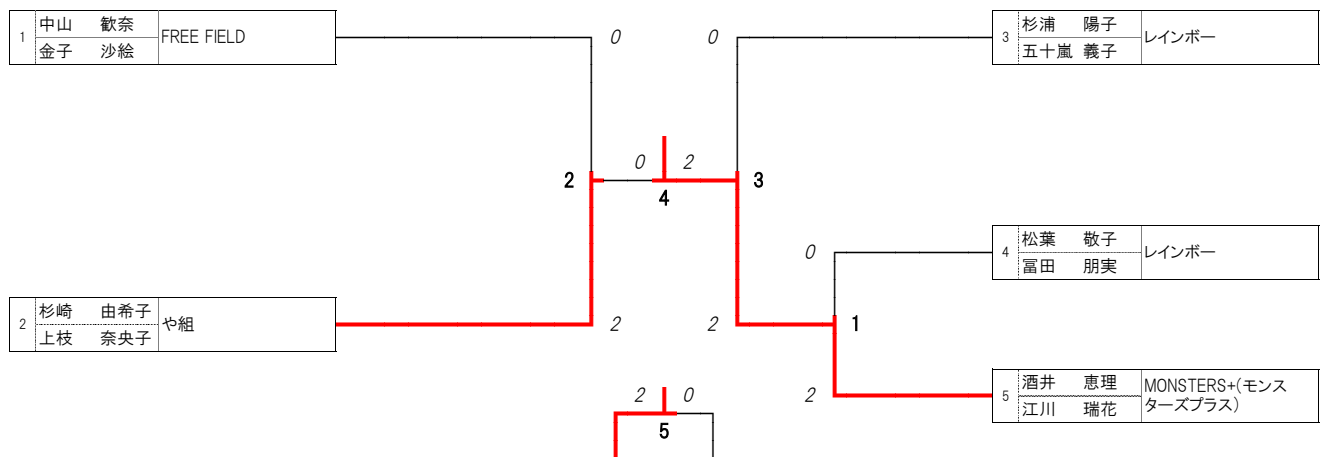 1 中山 歓奈 FREE FIELD
金子 沙絵
0 0
3 杉浦 陽子 レインボー
五十嵐 義子
0 2
2 3
4
0
4 松葉 敬子 レインボー
冨田 朋実
2 杉崎 由希子 や組
上枝 奈央子
2 2
1
2 0
5
2
5 酒井 恵理 MONSTERS+(モンス
江川 瑞花 ターズプラス)